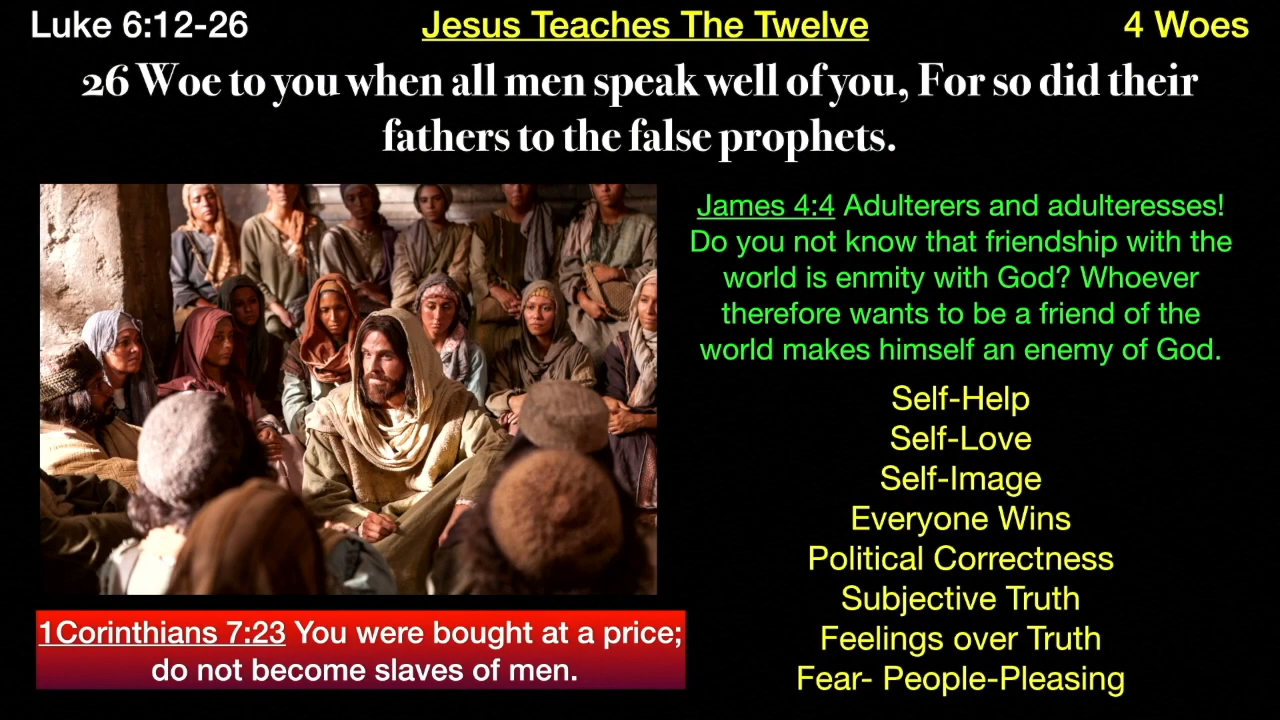 Luke 6:12-26
Jesus Teaches The Twelve
4 Woes
26 Woe to you when all men speak well of you, For so did their
fathers to the false prophets.
James 4:4 Adulterers and adulteresses!
Do you not know that friendship with the
world is enmity with God? Whoever
therefore wants to be a friend of the
world makes himself an enemy of God.
Self-Help
Self-Love
Self-Image
Everyone Wins
Political Correctness
Subjective Truth
Feelings over Truth
Fear- People-Pleasing
1Corinthians 7:23 You were bought at a price;
do not become slaves of men.